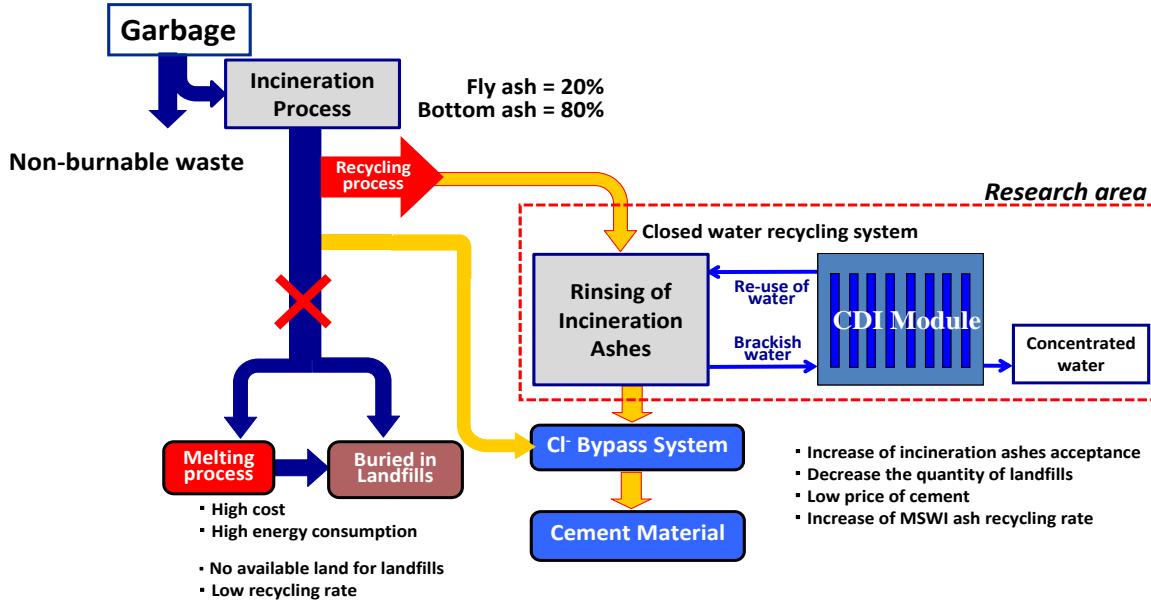 Garbage
Incineration
Process
Fly ash = 20%
Bottom ash = 80%
Non-burnable waste
Recycling
process
Research area
Closed water recycling system
Rinsing of
Incineration
Ashes
Re-use of
water
Brackish
water
CDI Module
Concentrated
water
Melting
process
Buried in
Landfills
Cl⁻ Bypass System
Cement Material
· High cost
· High energy consumption
· No available land for landfills
· Low recycling rate
· Increase of incineration ashes acceptance
· Decrease the quantity of landfills
· Low price of cement
· Increase of MSWI ash recycling rate